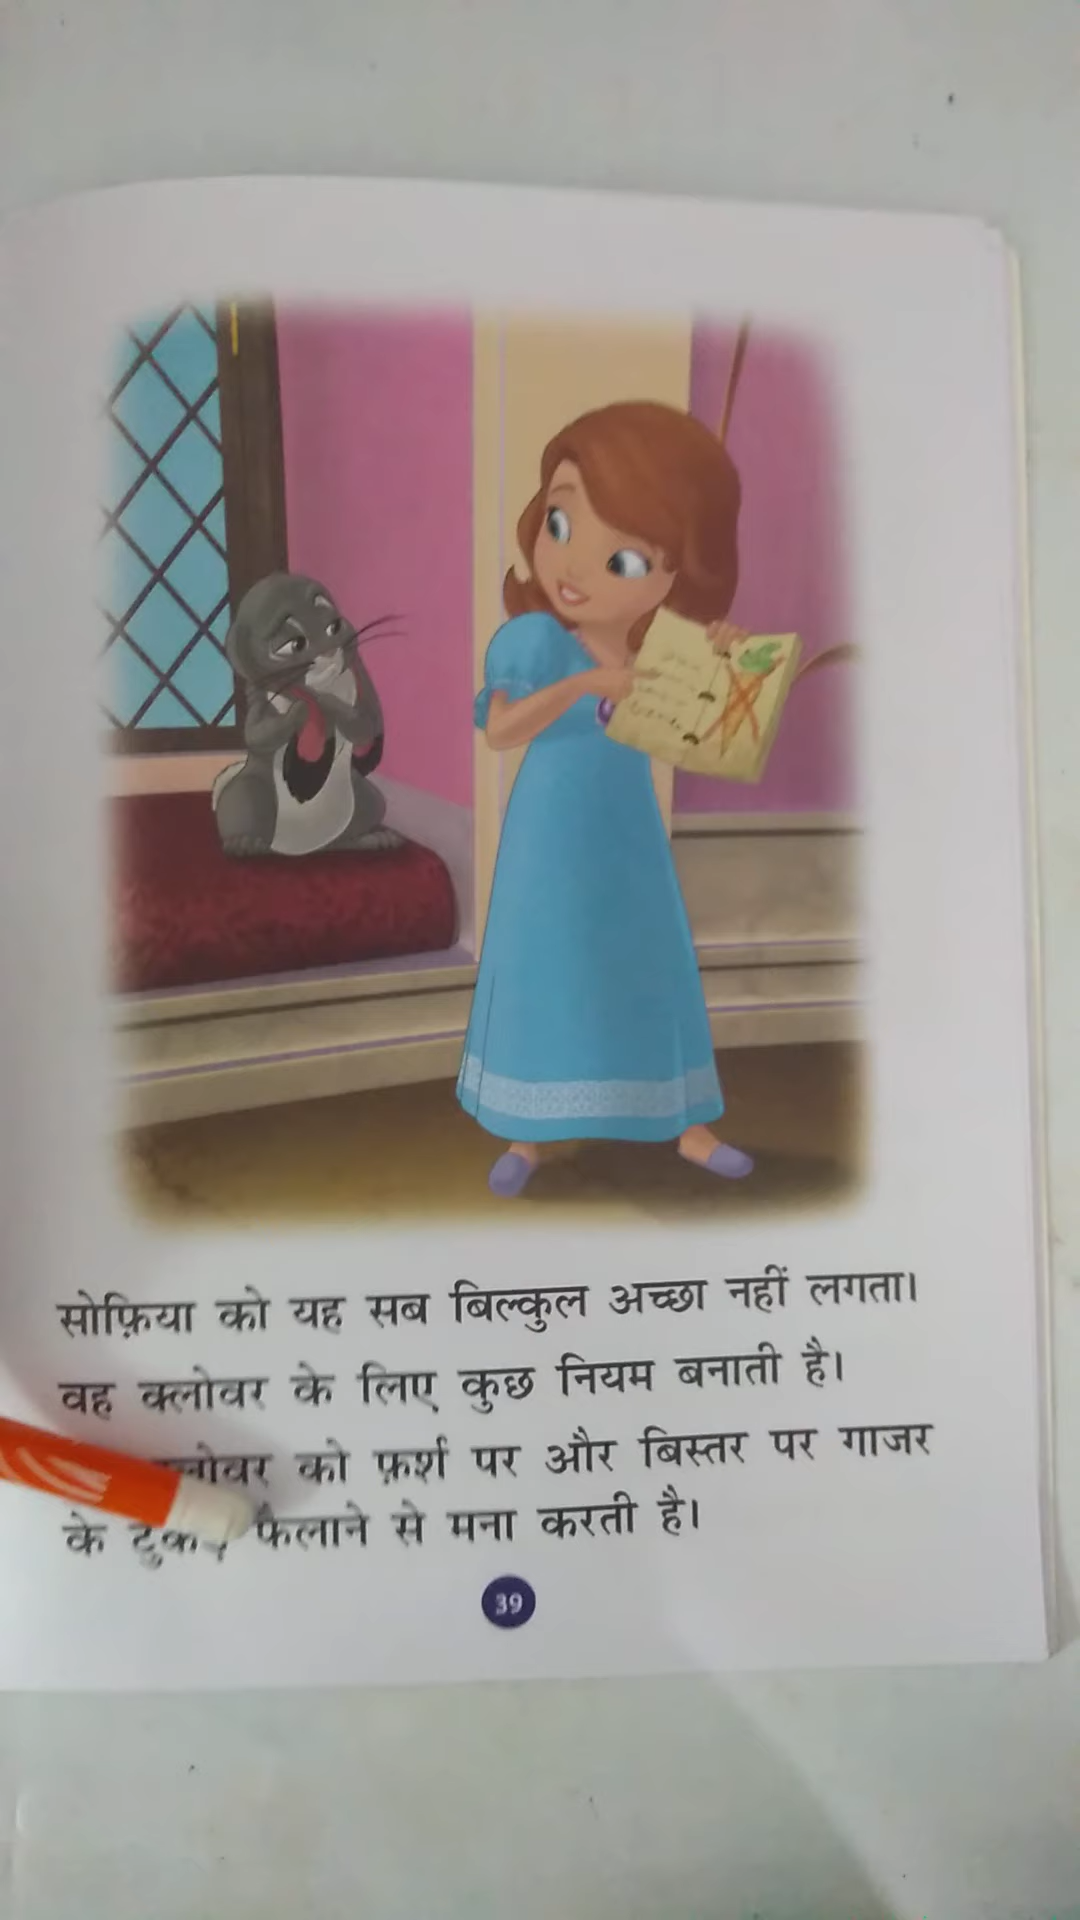 सोफ़िया को यह सब बिल्कुल अच्छा नहीं लगता।
वह क्लोवर के लिए कुछ नियम बनाती है।
को फ़र्श पर और बिस्तर पर गाजर
के फैलाने से मना करती है।
39